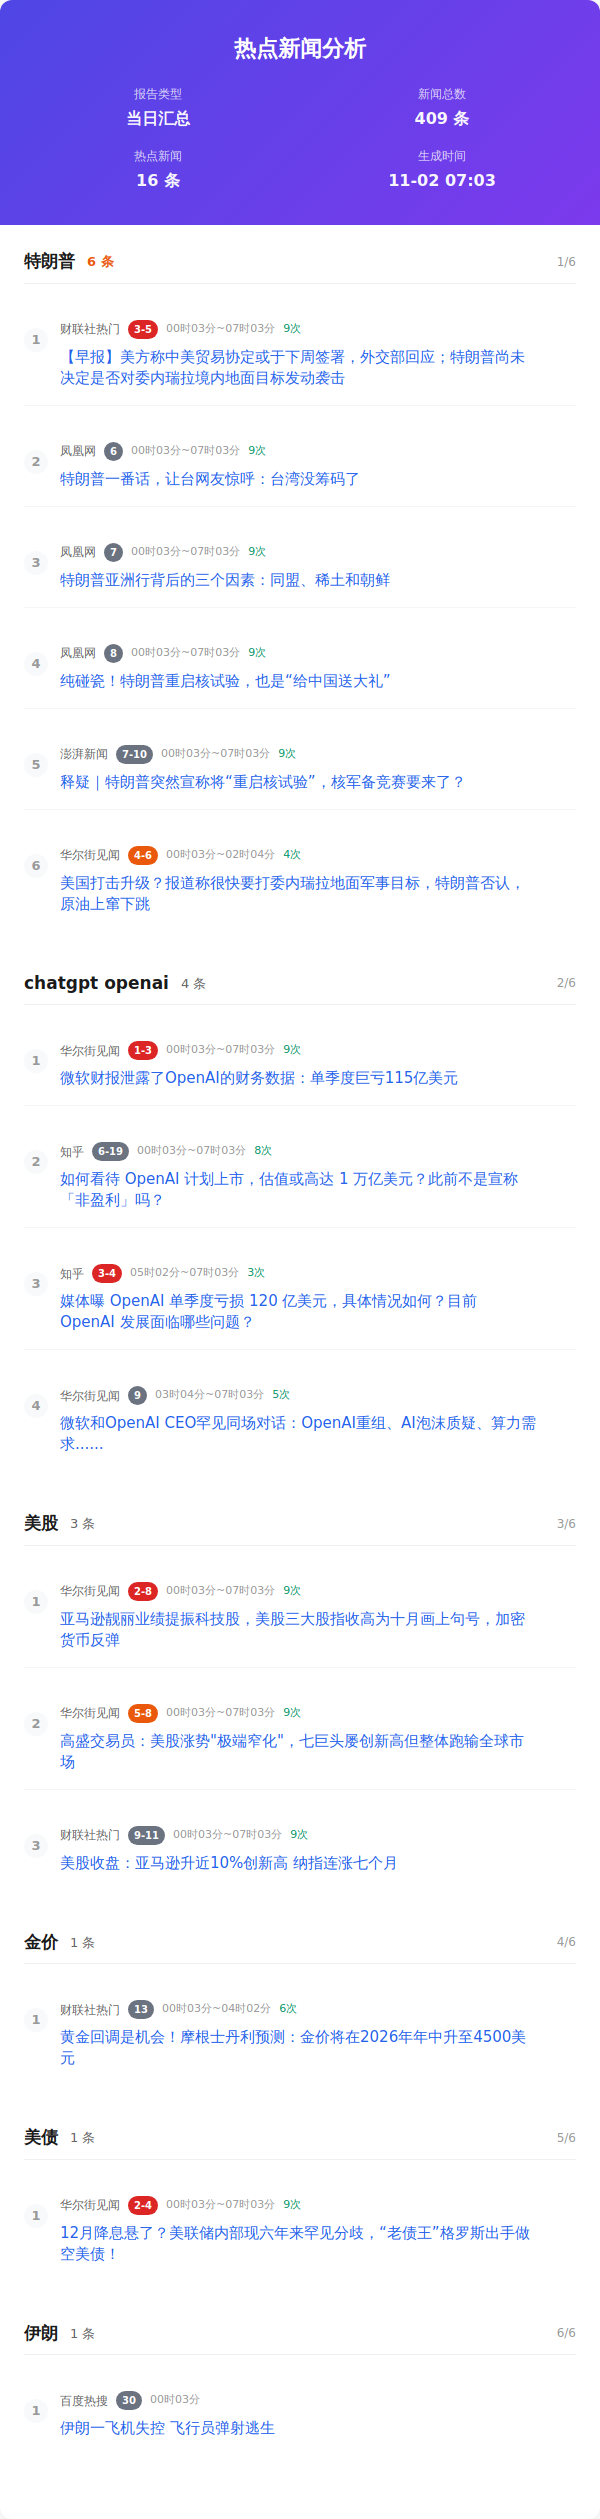 热点新闻分析
报告类型
当日汇总
新闻总数
409 条
热点新闻
16 条
生成时间
11-02 07:03
特朗普 6 条 1/6
1
财联社热门 3-5 00时03分~07时03分 9次
【早报】美方称中美贸易协定或于下周签署，外交部回应；特朗普尚未
决定是否对委内瑞拉境内地面目标发动袭击
2
凤凰网 6 00时03分~07时03分 9次
特朗普一番话，让台网友惊呼：台湾没筹码了
3
凤凰网 7 00时03分~07时03分 9次
特朗普亚洲行背后的三个因素：同盟、稀土和朝鲜
4
凤凰网 8 00时03分~07时03分 9次
纯碰瓷！特朗普重启核试验，也是“给中国送大礼”
5
澎湃新闻 7-10 00时03分~07时03分 9次
释疑｜特朗普突然宣称将“重启核试验”，核军备竞赛要来了？
6
华尔街见闻 4-6 00时03分~02时04分 4次
美国打击升级？报道称很快要打委内瑞拉地面军事目标，特朗普否认，
原油上窜下跳
chatgpt openai 4 条 2/6
1
华尔街见闻 1-3 00时03分~07时03分 9次
微软财报泄露了OpenAI的财务数据：单季度巨亏115亿美元
2
知乎 6-19 00时03分~07时03分 8次
如何看待 OpenAI 计划上市，估值或高达 1 万亿美元？此前不是宣称
「非盈利」吗？
3
知乎 3-4 05时02分~07时03分 3次
媒体曝 OpenAI 单季度亏损 120 亿美元，具体情况如何？目前
OpenAI 发展面临哪些问题？
4
华尔街见闻 9 03时04分~07时03分 5次
微软和OpenAI CEO罕见同场对话：OpenAI重组、AI泡沫质疑、算力需
求……
美股 3 条 3/6
1
华尔街见闻 2-8 00时03分~07时03分 9次
亚马逊靓丽业绩提振科技股，美股三大股指收高为十月画上句号，加密
货币反弹
2
华尔街见闻 5-8 00时03分~07时03分 9次
高盛交易员：美股涨势"极端窄化"，七巨头屡创新高但整体跑输全球市
场
3
财联社热门 9-11 00时03分~07时03分 9次
美股收盘：亚马逊升近10%创新高 纳指连涨七个月
金价 1 条 4/6
1
财联社热门 13 00时03分~04时02分 6次
黄金回调是机会！摩根士丹利预测：金价将在2026年年中升至4500美
元
美债 1 条 5/6
1
华尔街见闻 2-4 00时03分~07时03分 9次
12月降息悬了？美联储内部现六年来罕见分歧，“老债王”格罗斯出手做
空美债！
伊朗 1 条 6/6
1
百度热搜 30 00时03分
伊朗一飞机失控 飞行员弹射逃生